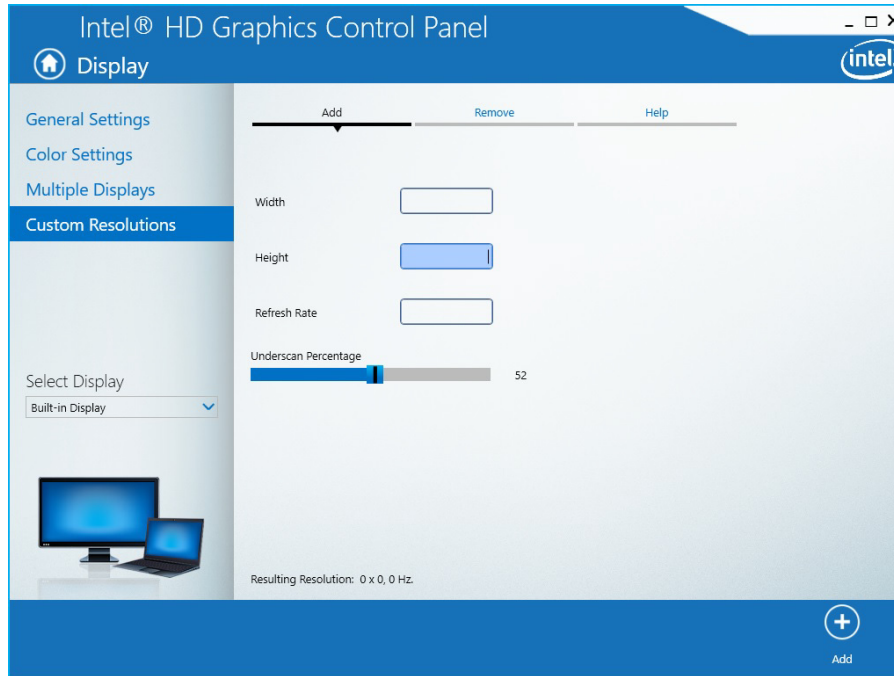 Intel® HD Graphics Control Panel
Display
intel
General Settings
Color Settings
Multiple Displays
Custom Resolutions
Select Display
Built-in Display
Add
Remove
Help
Width
Height
Refresh Rate
Underscan Percentage
52
Resulting Resolution: 0 x 0, 0 Hz.
Add